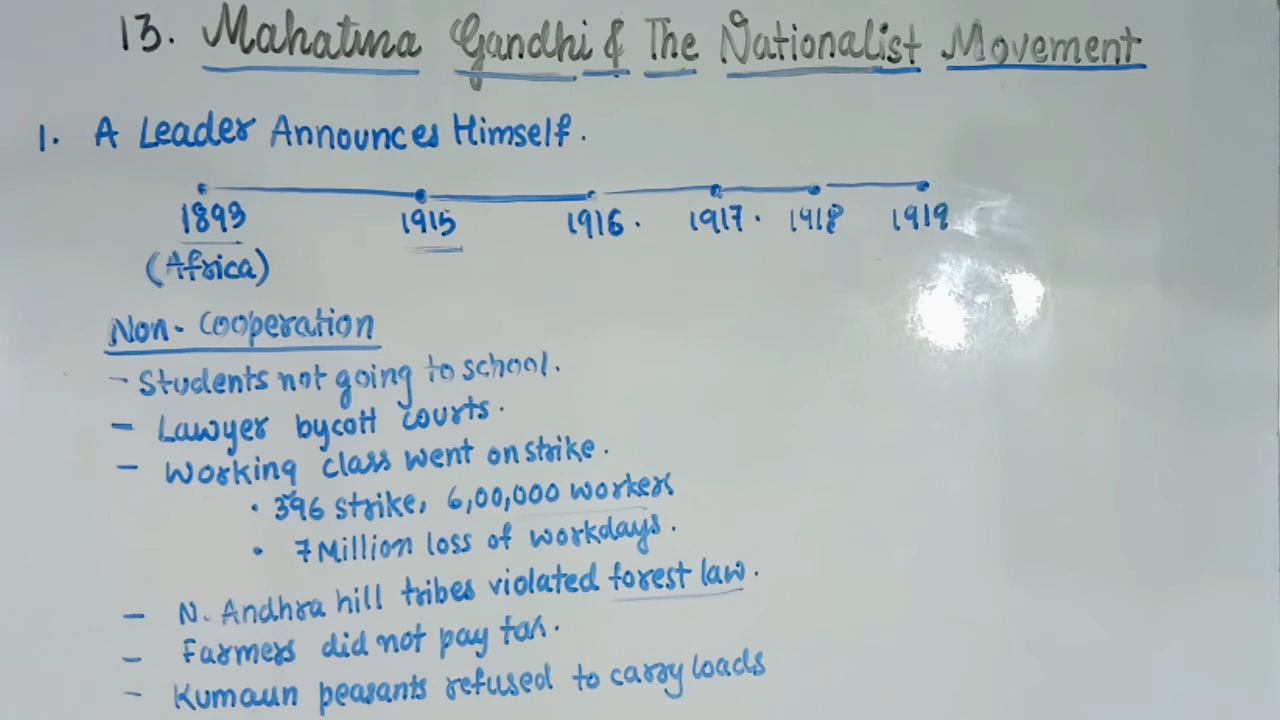 13. Mahatma Gandhi & The Nationalist Movement
1. A Leader Announces Himself.
1893 1915 1916. 1917. 1918 1919
(Africa)
Non-Cooperation
- Students not going to school.
- Lawyer bycott courts.
- Working class went on strike.
• 396 strike, 6,00,000 workers
• 7 Million loss of workdays.
- N. Andhra hill tribes violated forest law.
- Farmers did not pay tax.
- Kumaun peasants refused to carry loads